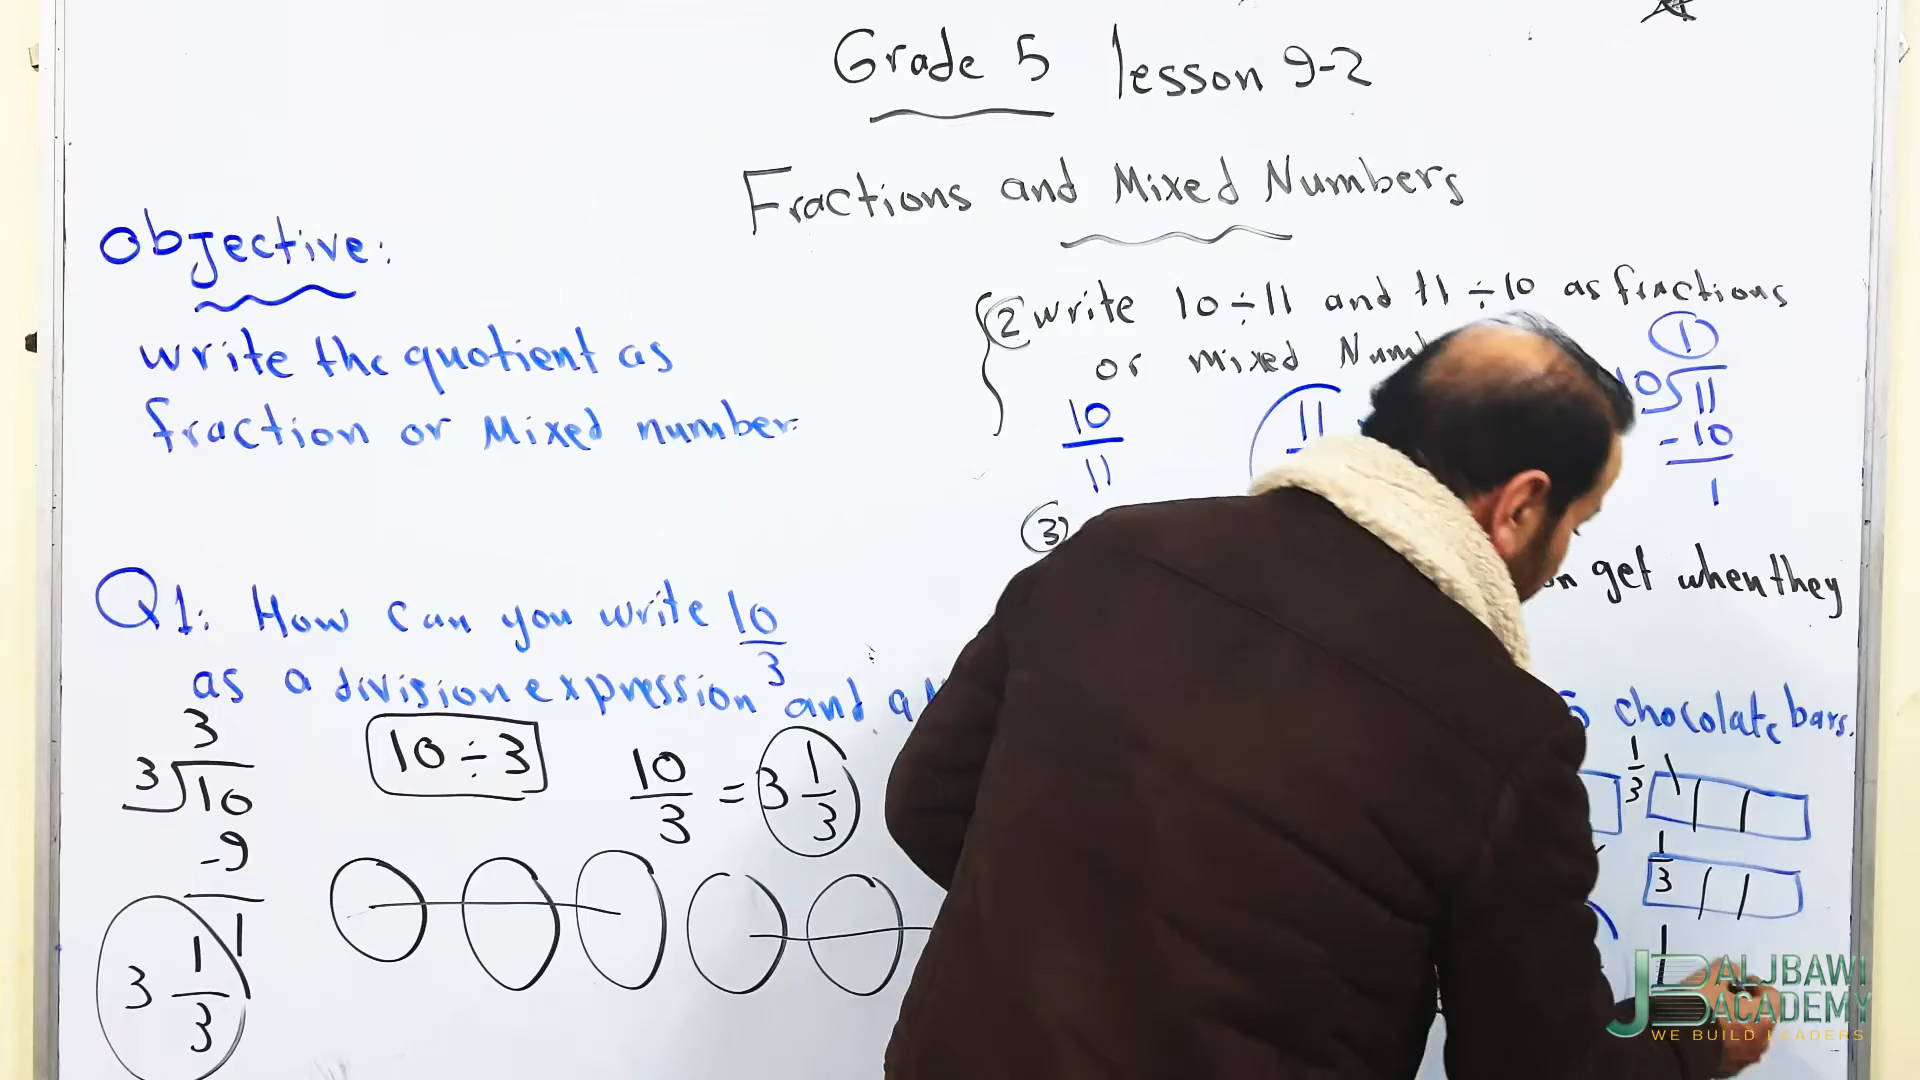 Grade 5 lesson 9-2
Fractions and Mixed Numbers
Objective:
write the quotient as
fraction or Mixed number.
Q1: How can you write 10/3
as a division expression and a
3
3 10
-9
1
3 1/3
10 ÷ 3
10/3 = 3 1/3
2 write 10 ÷ 11 and 11 ÷ 10 as fractions
or mixed
10/11
11
1
10 11
-10
1
3
get when they
chocolate bars.
1/3
1/3
1
ALJBAWI
ACADEMY
WE BUILD LEADERS